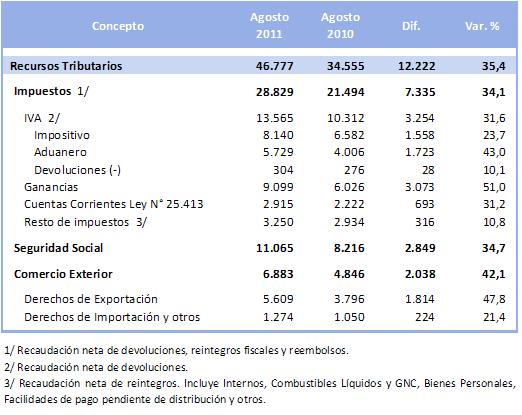 Concepto Agosto 2011 Agosto 2010 Dif. Var. %
Recursos Tributarios 46.777 34.555 12.222 35,4
Impuestos 1/ 28.829 21.494 7.335 34,1
IVA 2/ 13.565 10.312 3.254 31,6
Impositivo 8.140 6.582 1.558 23,7
Aduanero 5.729 4.006 1.723 43,0
Devoluciones (-) 304 276 28 10,1
Ganancias 9.099 6.026 3.073 51,0
Cuentas Corrientes Ley N° 25.413 2.915 2.222 693 31,2
Resto de impuestos 3/ 3.250 2.934 316 10,8
Seguridad Social 11.065 8.216 2.849 34,7
Comercio Exterior 6.883 4.846 2.038 42,1
Derechos de Exportación 5.609 3.796 1.814 47,8
Derechos de Importación y otros 1.274 1.050 224 21,4
1/ Recaudación neta de devoluciones, reintegros fiscales y reembolsos.
2/ Recaudación neta de devoluciones.
3/ Recaudación neta de reintegros. Incluye Internos, Combustibles Líquidos y GNC, Bienes Personales,
Facilidades de pago pendiente de distribución y otros.